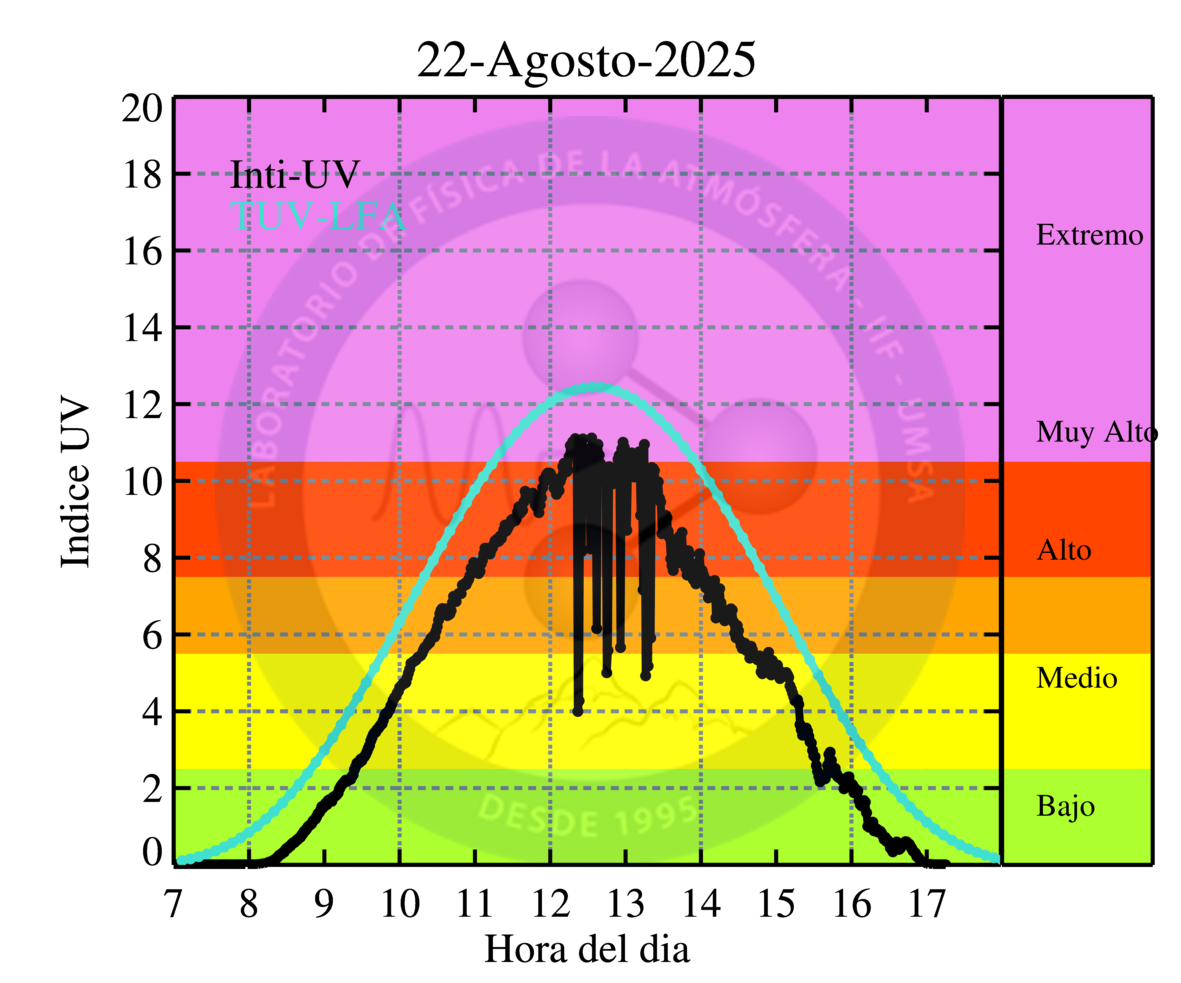 22-Agosto-2025
Indice UV
20
18
16
14
12
10
8
6
4
2
0
Inti-UV
TUV-LFA
LABORATORIO DE FÍSICA DE LA ATMÓSFERA - IIF - UMSA
DESDE 1995
Extremo
Muy Alto
Alto
Medio
Bajo
7 8 9 10 11 12 13 14 15 16 17
Hora del dia